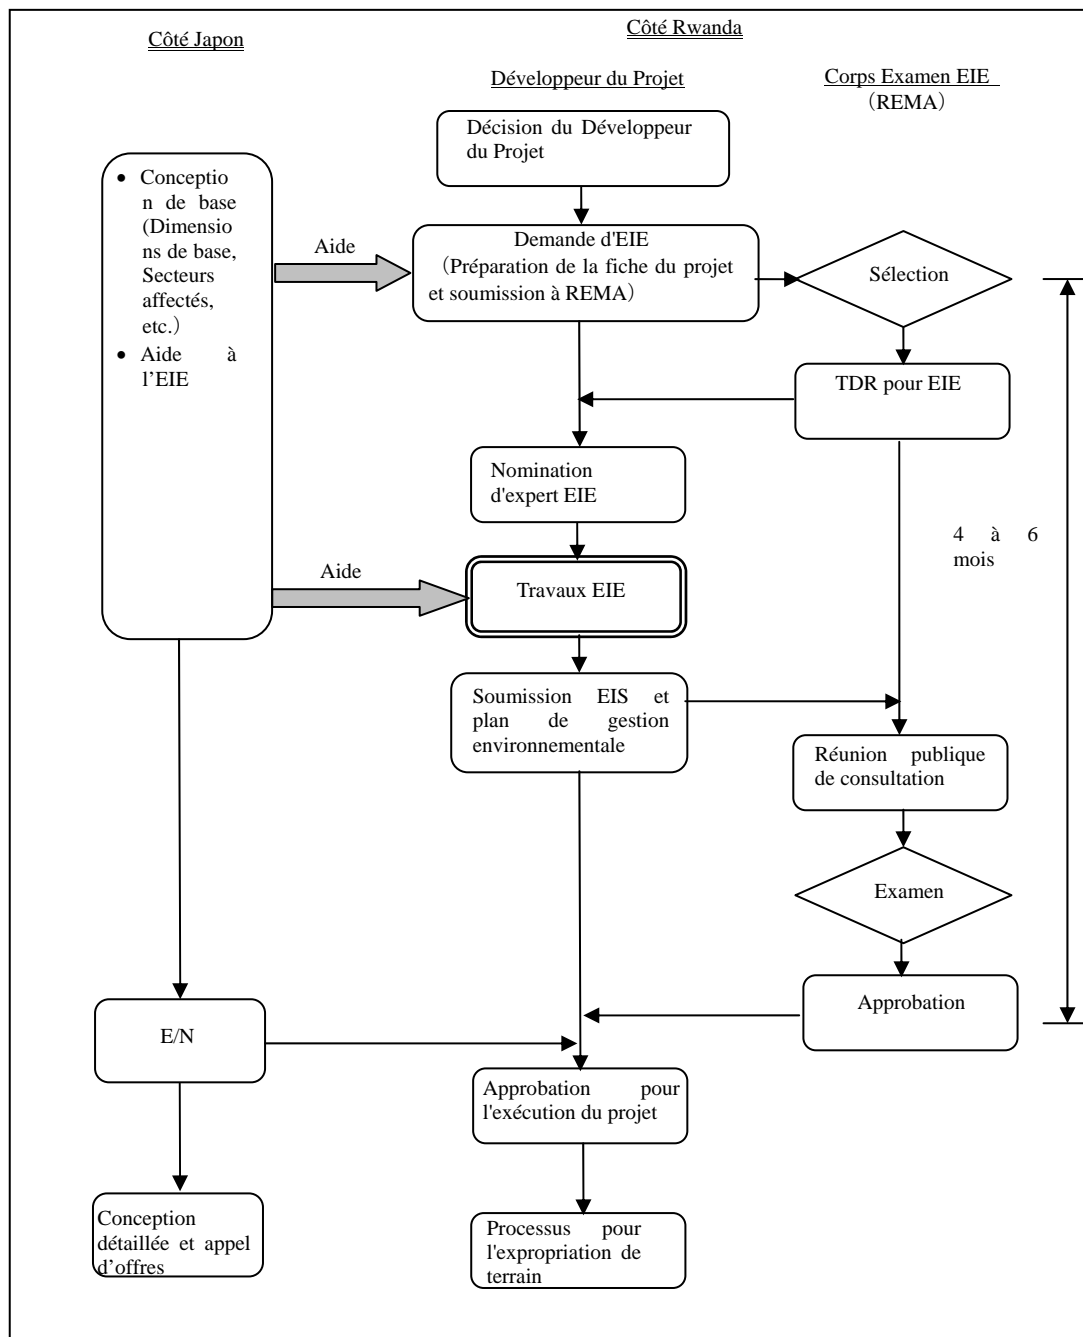 Côté Japon
Côté Rwanda
Développeur du Projet
Corps Examen EIE
（REMA）
Décision du Développeur
du Projet
• Conceptio
n de base
(Dimensio
ns de base,
Secteurs
affectés,
etc.）
• Aide à
l’EIE
Aide
Demande d'EIE
（Préparation de la fiche du projet
et soumission à REMA）
Sélection
TDR pour EIE
Nomination
d'expert EIE
4 à 6
mois
Aide
Travaux EIE
Soumission EIS et
plan de gestion
environnementale
Réunion publique
de consultation
Examen
Approbation
E/N
Approbation pour
l'exécution du projet
Conception
détaillée et appel
d’offres
Processus pour
l'expropriation de
terrain